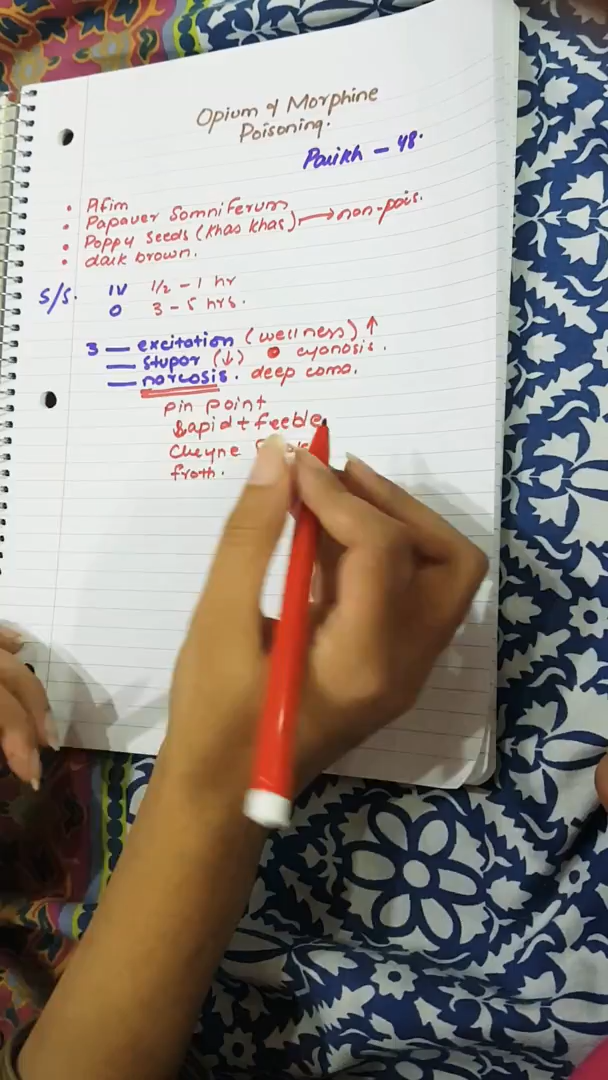 Opium & Morphine
Poisoning.
Parikh - 48.
• Afim
• Papaver Somniferum
• Poppy Seeds (khas khas) → non-pois.
• dark brown.
S/S. IV 1/2 - 1 hr
O 3 - 5 hrs.
3 — excitation (wellness) ↑
— stupor (↓) • cyanosis.
— narcosis. deep coma.
pin point
Rapid + feeble
Cheyne
froth.